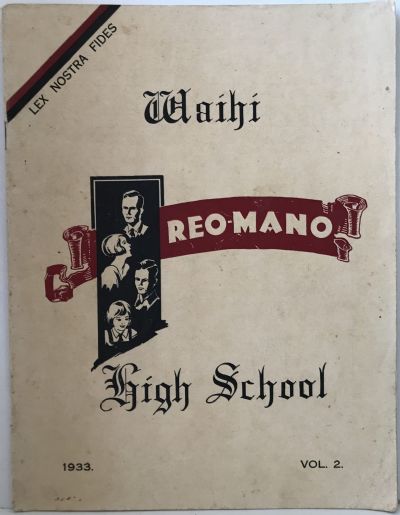 LEX NOSTRA FIDES
Waihi
REO-MANO
High School
1933.
VOL. 2.